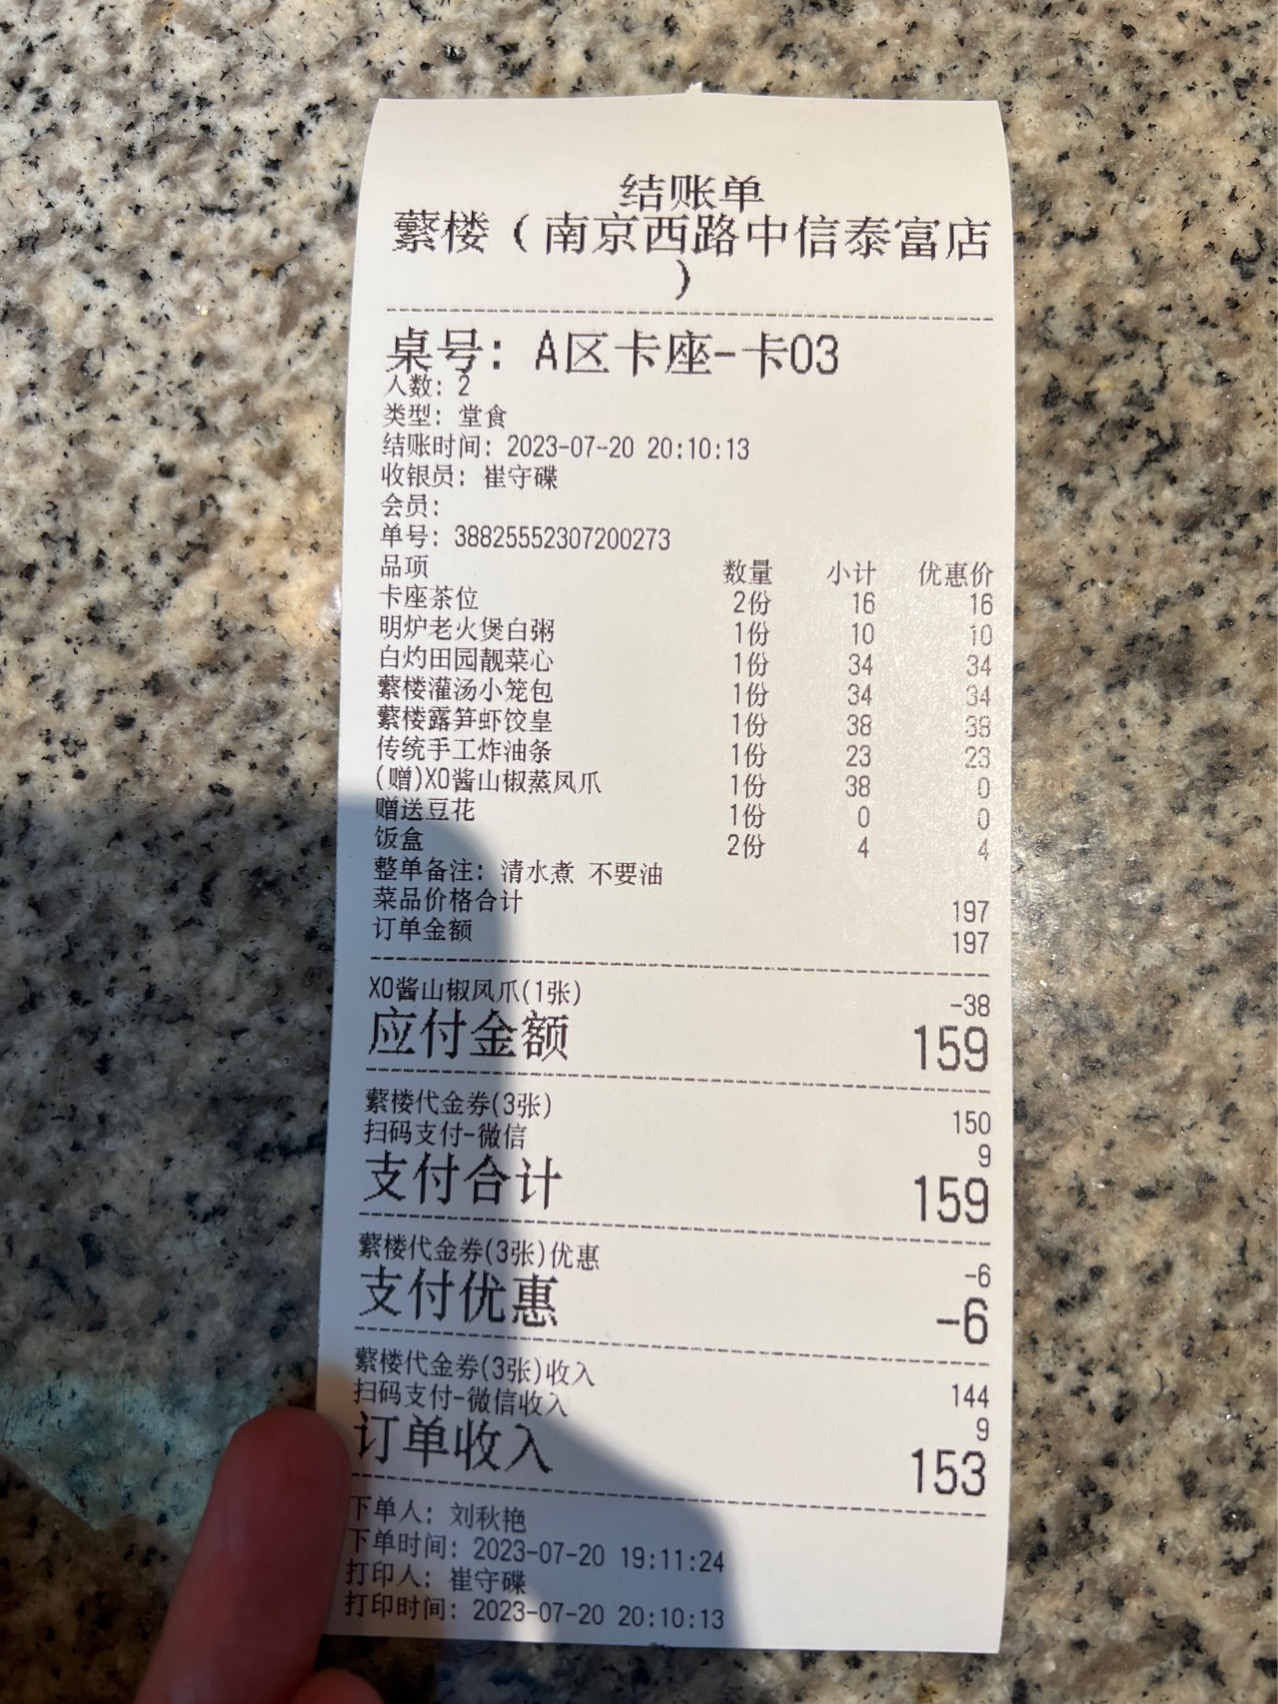 结账单
蘩楼（南京西路中信泰富店
）
桌号: A区卡座-卡03
人数: 2
类型: 堂食
结账时间: 2023-07-20 20:10:13
收银员: 崔守碟
会员:
单号: 388255552307200273
品项 数量 小计 优惠价
卡座茶位 2份 16 16
明炉老火煲白粥 1份 10 10
白灼田园靓菜心 1份 34 34
蘩楼灌汤小笼包 1份 34 34
蘩楼露笋虾饺皇 1份 38 38
传统手工炸油条 1份 23 23
(赠)XO酱山椒蒸凤爪 1份 38 0
赠送豆花 1份 0 0
饭盒 2份 4 4
整单备注: 清水煮 不要油
菜品价格合计 197
订单金额 197
XO酱山椒凤爪(1张) -38
应付金额 159
蘩楼代金券(3张) 150
扫码支付-微信 9
支付合计 159
蘩楼代金券(3张)优惠 -6
支付优惠 -6
蘩楼代金券(3张)收入 144
扫码支付-微信收入 9
订单收入 153
下单人: 刘秋艳
下单时间: 2023-07-20 19:11:24
打印人: 崔守碟
打印时间: 2023-07-20 20:10:13